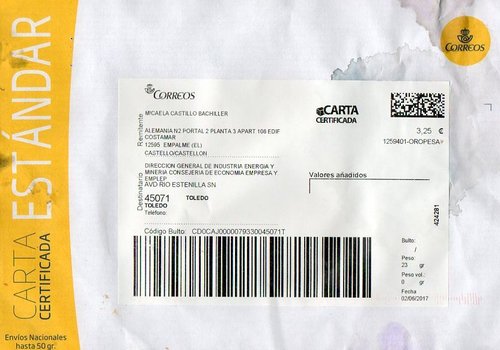 CARTA
CERTIFICADA
ESTÁNDAR
Envíos Nacionales
hasta 50 gr.
CORREOS
CORREOS
Remitente
MICAELA CASTILLO BACHILLER
ALEMANIA N2 PORTAL 2 PLANTA 3 APART 106 EDIF
COSTAMAR
12595 EMPALME (EL)
CASTELLO/CASTELLON
CARTA
CERTIFICADA
3,25 €
1259401-OROPESA
Destinatario
DIRECCION GENERAL DE INDUSTRIA ENERGIA Y
MINERIA CONSEJERIA DE ECONOMIA EMPRESA Y
EMPLEP
AVD RIO ESTENILLA SN
45071 TOLEDO
TOLEDO
Teléfono:
Valores añadidos
424281
Código Bulto: CD0CAJ0000079330045071T
Bulto:
/
Peso:
23 gr
Peso vol.:
0 gr
Fecha
02/06/2017